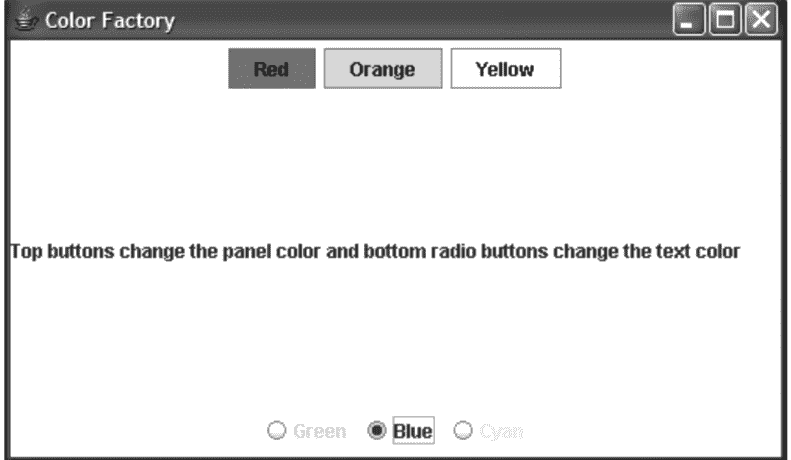 Color Factory
Red Orange Yellow
Top buttons change the panel color and bottom radio buttons change the text color
Green Blue Cyan